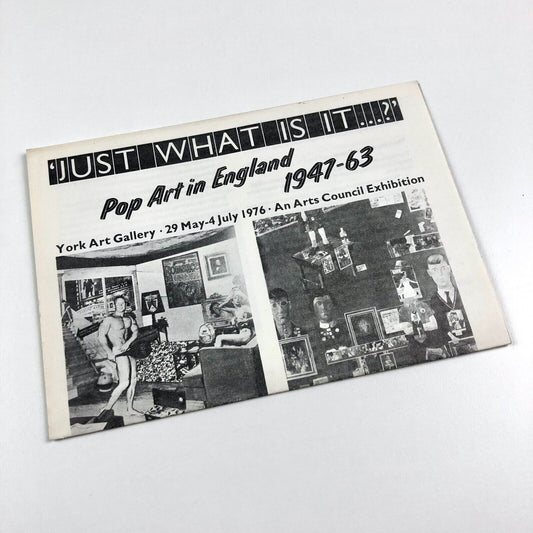 'JUST WHAT IS IT...?'
Pop Art in England
1947-63
York Art Gallery · 29 May-4 July 1976 · An Arts Council Exhibition